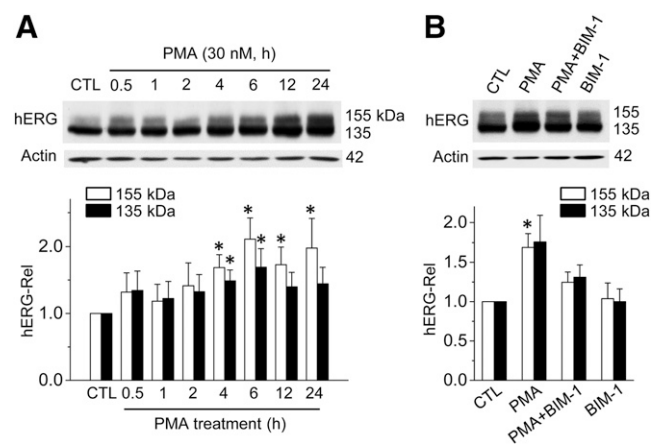 A
PMA (30 nM, h)
CTL 0.5 1 2 4 6 12 24
hERG
155 kDa
135
Actin
42
155 kDa
135 kDa
hERG-Rel
2.0
1.0
0.0
* * * * * *
CTL 0.5 1 2 4 6 12 24
PMA treatment (h)
B
CTL
PMA
PMA+BIM-1
BIM-1
hERG
155
135
Actin
42
155 kDa
135 kDa
hERG-Rel
2.0
1.5
1.0
0.5
0.0
*
CTL
PMA
PMA+BIM-1
BIM-1